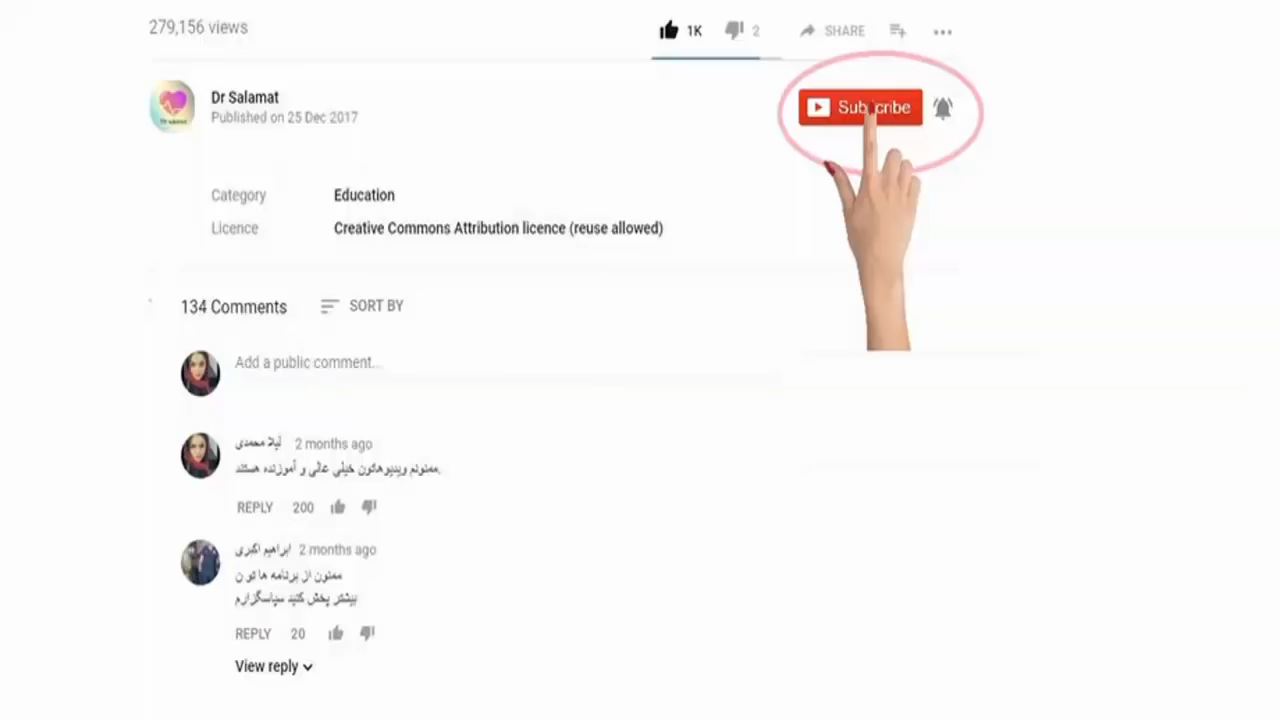 279,156 views
1K
2
SHARE
Subscribe
Dr Salamat
Published on 25 Dec 2017
Category
Education
Licence
Creative Commons Attribution licence (reuse allowed)
134 Comments
SORT BY
Add a public comment...
لیلا محمدی 2 months ago
ممنونم ویدیوهاتون خیلی عالی و آموزنده هستند.
REPLY 200
ابراهیم اکبری 2 months ago
ممنون از برنامه ها تو ن
بیشتر پخش کنید سپاسگزارم
REPLY 20
View reply